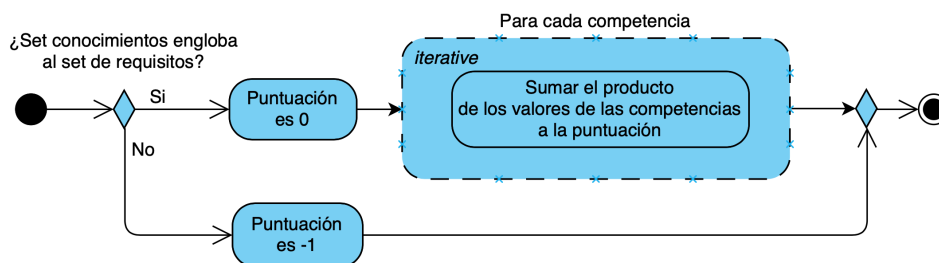 Para cada competencia
¿Set conocimientos engloba
al set de requisitos?
iterative
Si
Puntuación
es 0
Sumar el producto
de los valores de las competencias
a la puntuación
No
Puntuación
es -1